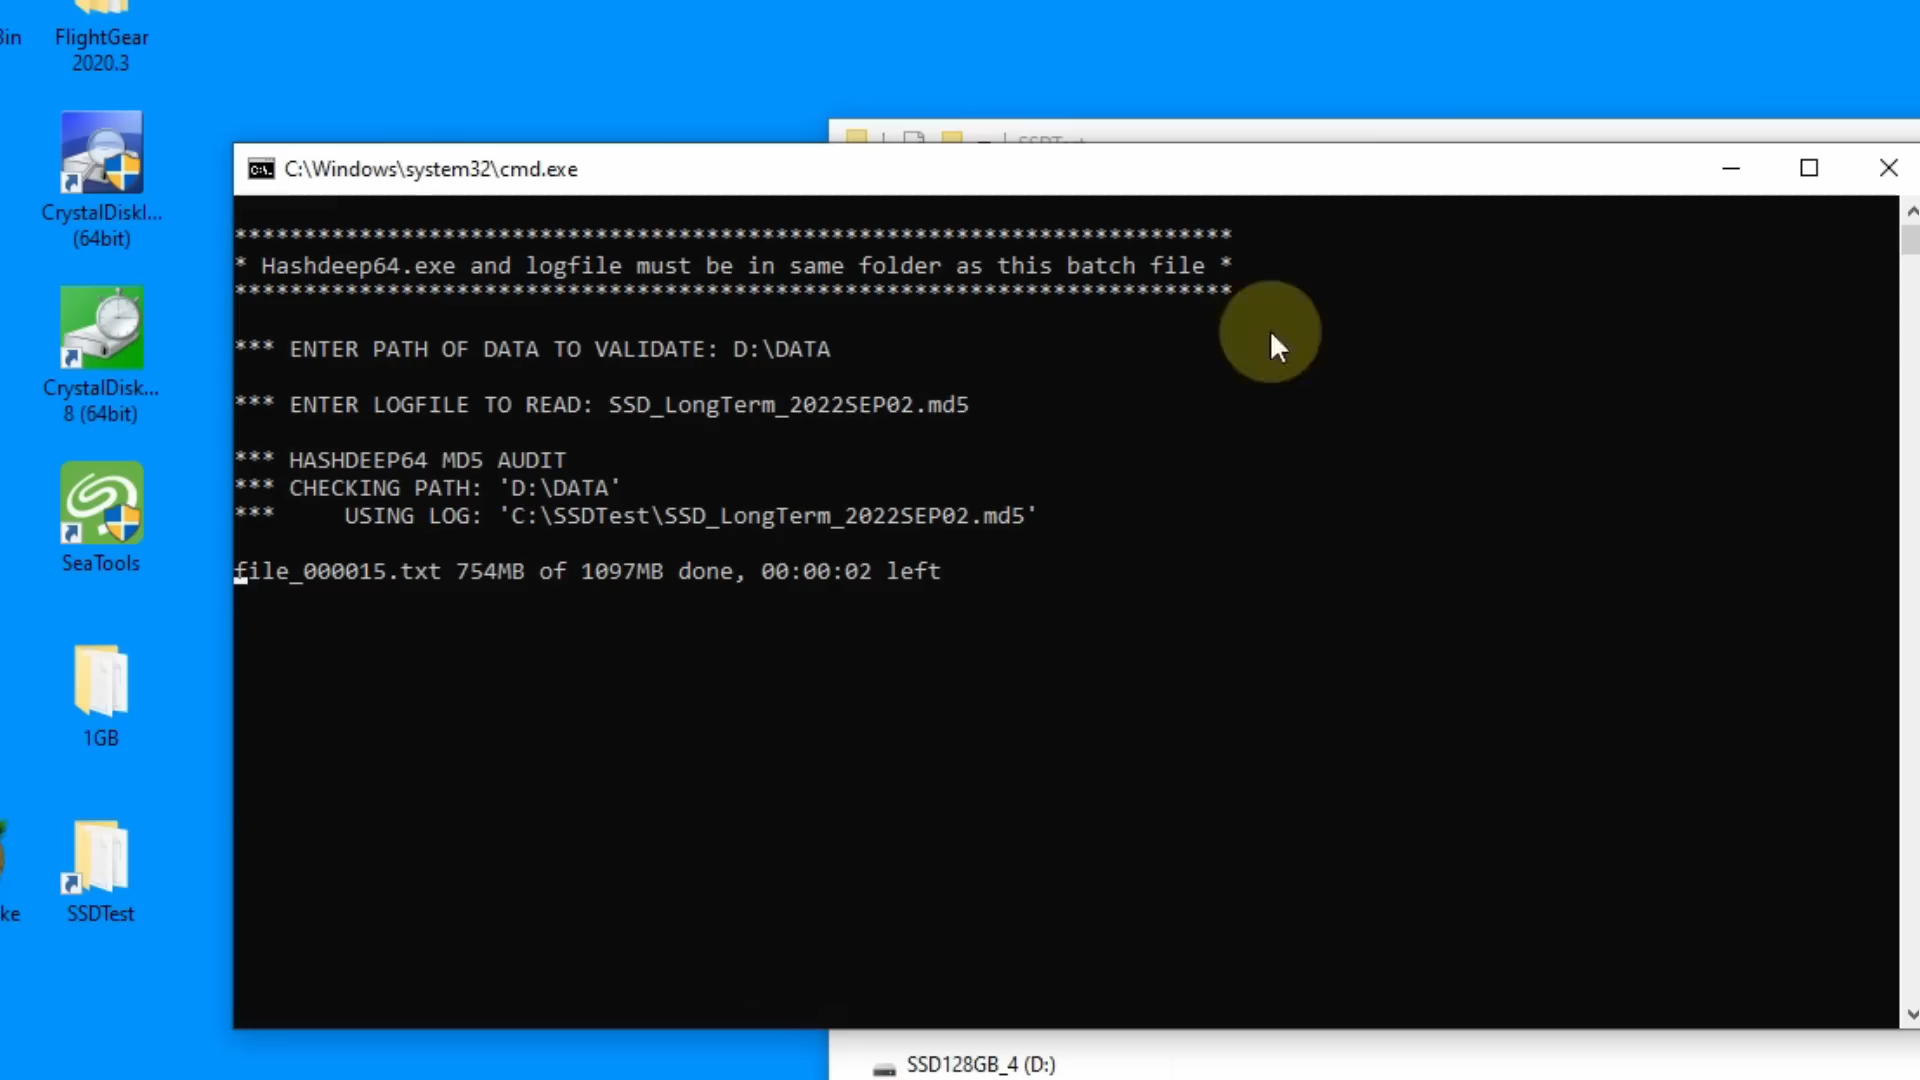 Bin
FlightGear
2020.3
CrystalDiskI...
(64bit)
CrystalDisk...
8 (64bit)
SeaTools
1GB
ke
SSDTest
SSDTest
C:\Windows\system32\cmd.exe
************************************************************************
* Hashdeep64.exe and logfile must be in same folder as this batch file *
************************************************************************
*** ENTER PATH OF DATA TO VALIDATE: D:\DATA
*** ENTER LOGFILE TO READ: SSD_LongTerm_2022SEP02.md5
*** HASHDEEP64 MD5 AUDIT
*** CHECKING PATH: 'D:\DATA'
***     USING LOG: 'C:\SSDTest\SSD_LongTerm_2022SEP02.md5'
file_000015.txt 754MB of 1097MB done, 00:00:02 left
SSD128GB_4 (D:)